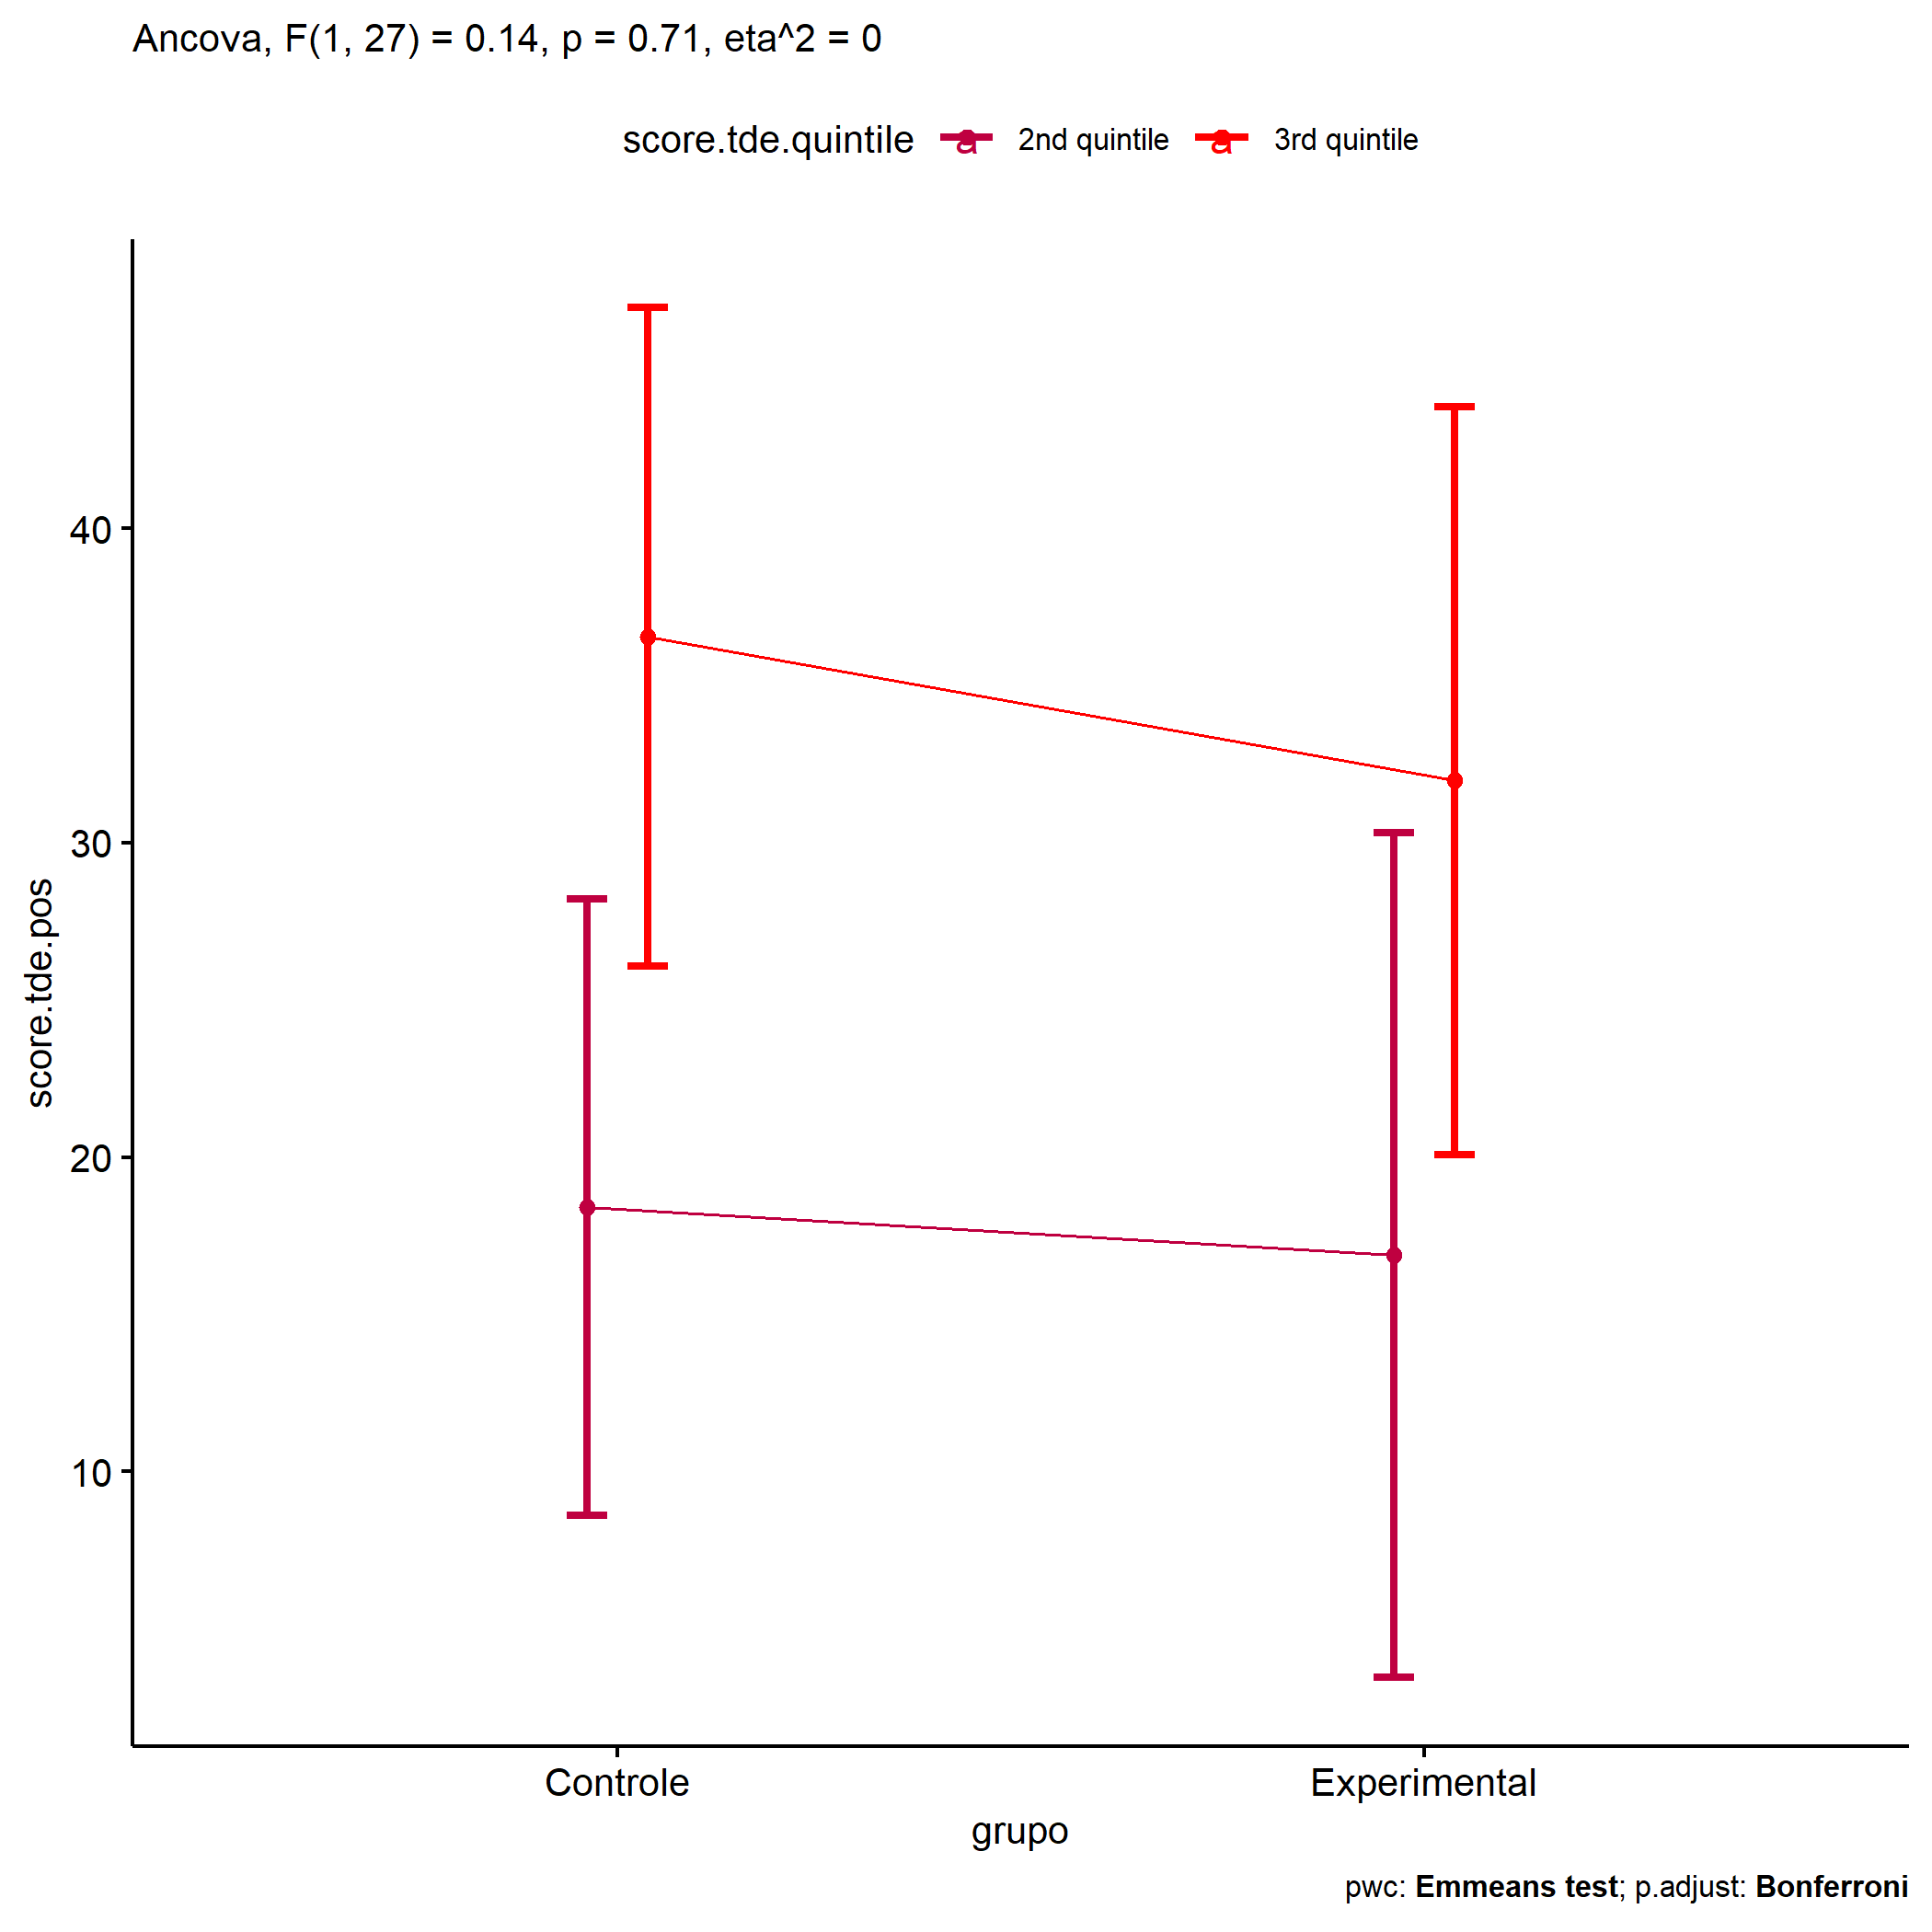 Ancova, F(1, 27) = 0.14, p = 0.71, eta^2 = 0
score.tde.quintile a 2nd quintile a 3rd quintile
score.tde.pos
40
30
20
10
Controle Experimental
grupo
pwc: Emmeans test; p.adjust: Bonferroni